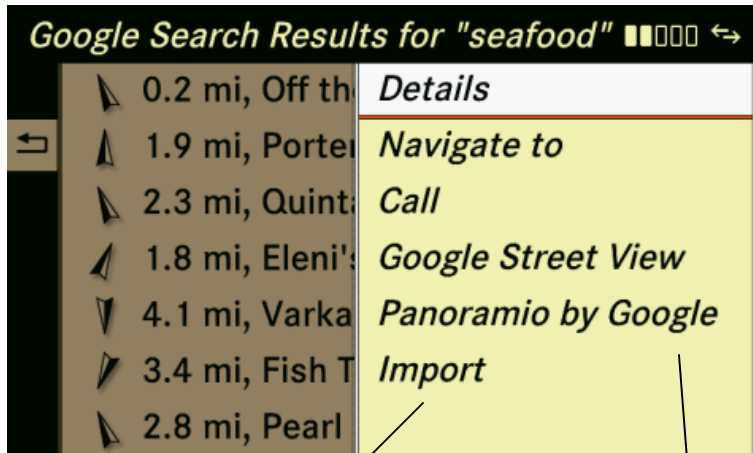 Google Search Results for "seafood"
0.2 mi, Off th
1.9 mi, Porter
2.3 mi, Quinta
1.8 mi, Eleni's
4.1 mi, Varka
3.4 mi, Fish T
2.8 mi, Pearl
Details
Navigate to
Call
Google Street View
Panoramio by Google
Import